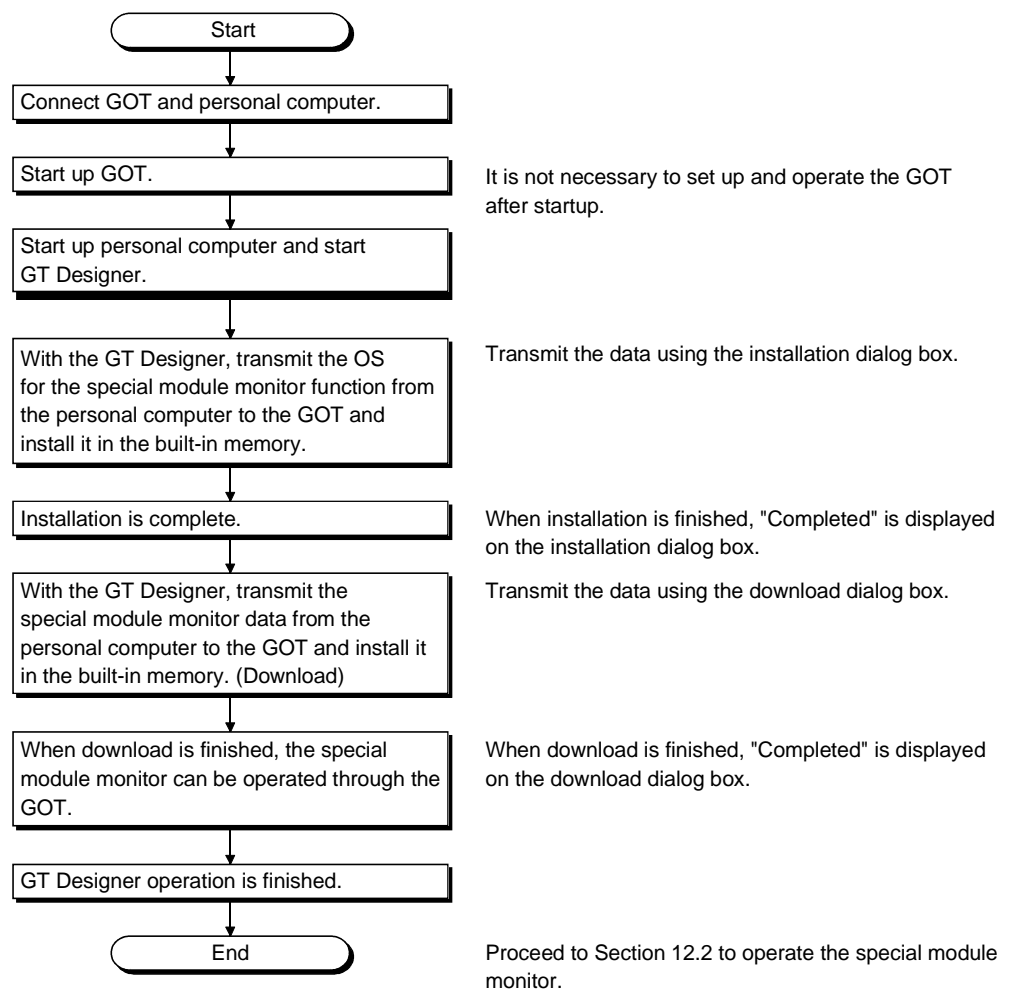 Start
Connect GOT and personal computer.
Start up GOT.
It is not necessary to set up and operate the GOT
after startup.
Start up personal computer and start
GT Designer.
With the GT Designer, transmit the OS
for the special module monitor function from
the personal computer to the GOT and
install it in the built-in memory.
Transmit the data using the installation dialog box.
Installation is complete.
When installation is finished, "Completed" is displayed
on the installation dialog box.
With the GT Designer, transmit the
special module monitor data from the
personal computer to the GOT and install it
in the built-in memory. (Download)
Transmit the data using the download dialog box.
When download is finished, the special
module monitor can be operated through the
GOT.
When download is finished, "Completed" is displayed
on the download dialog box.
GT Designer operation is finished.
End
Proceed to Section 12.2 to operate the special module
monitor.